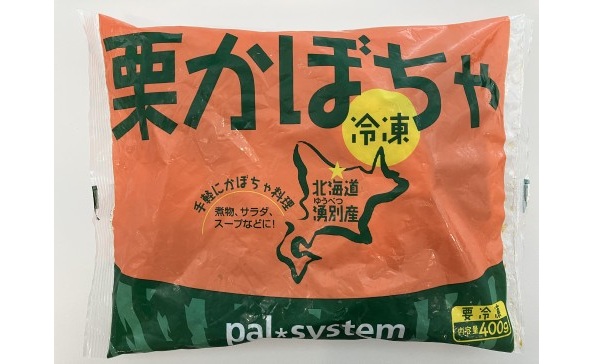 栗かぼちゃ
冷凍
手軽にかぼちゃ料理
煮物、サラダ、
スープなどに!
北海道
ゆうべつ
湧別産
要冷凍
内容量400g
pal*system